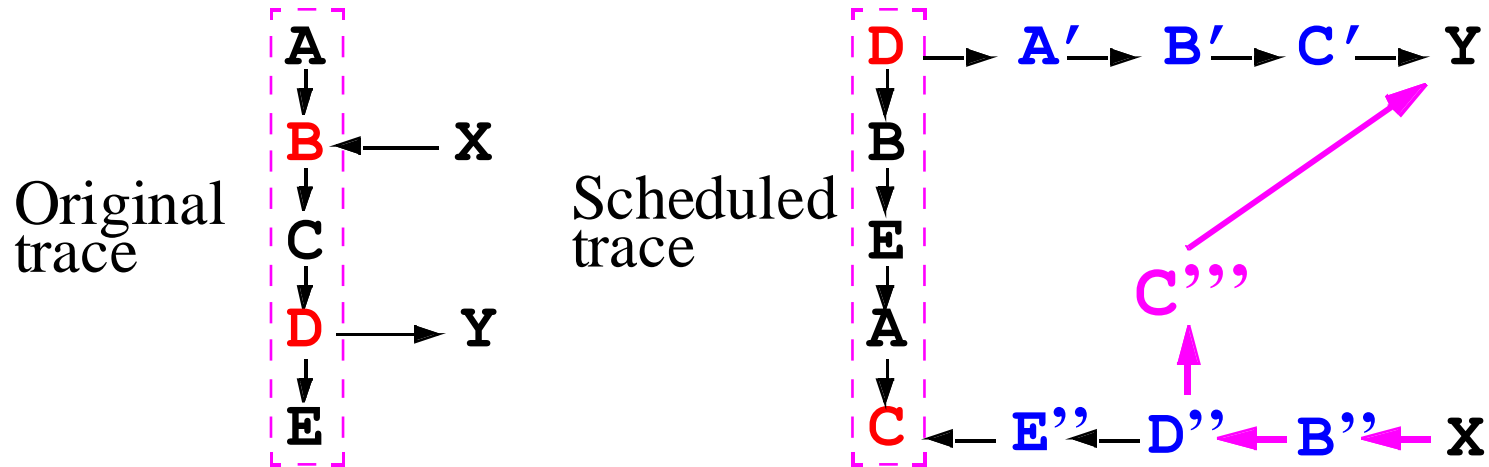 A
B X
C
Original
trace
D Y
E
D A′ B′ C′ Y
B
Scheduled
trace
E
C’’’
A
C E’’ D’’ B’’ X